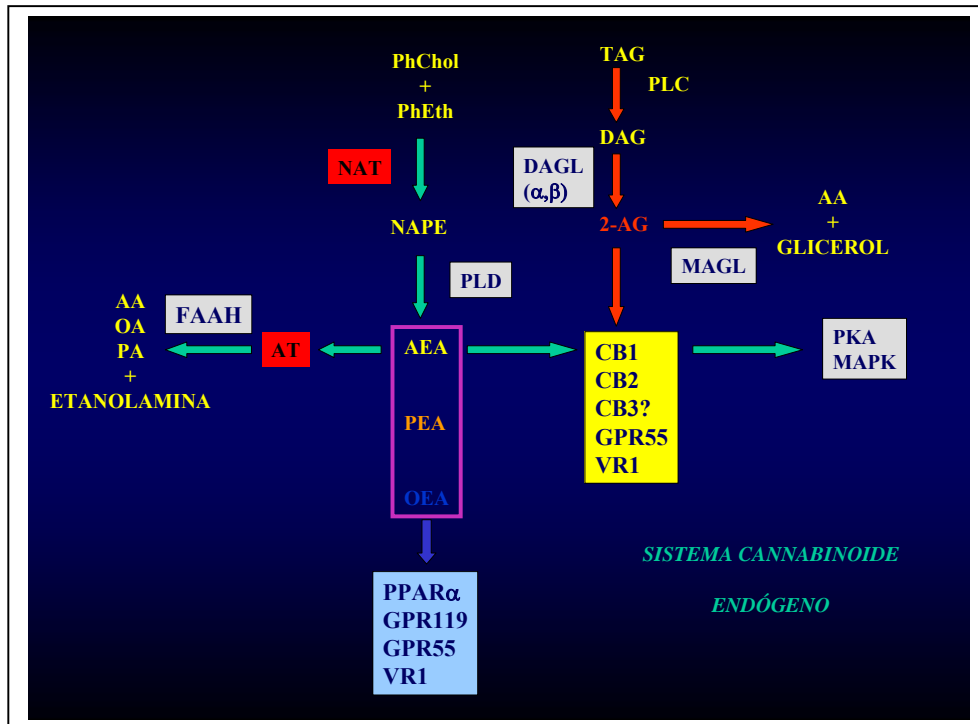 PhChol
+
PhEth
NAT
NAPE
PLD
AA
OA
PA
+
ETANOLAMINA
FAAH
AT
AEA
PEA
OEA
PPARα
GPR119
GPR55
VR1
TAG
PLC
DAG
DAGL
(α,β)
2-AG
MAGL
AA
+
GLICEROL
CB1
CB2
CB3?
GPR55
VR1
PKA
MAPK
SISTEMA CANNABINOIDE
ENDÓGENO